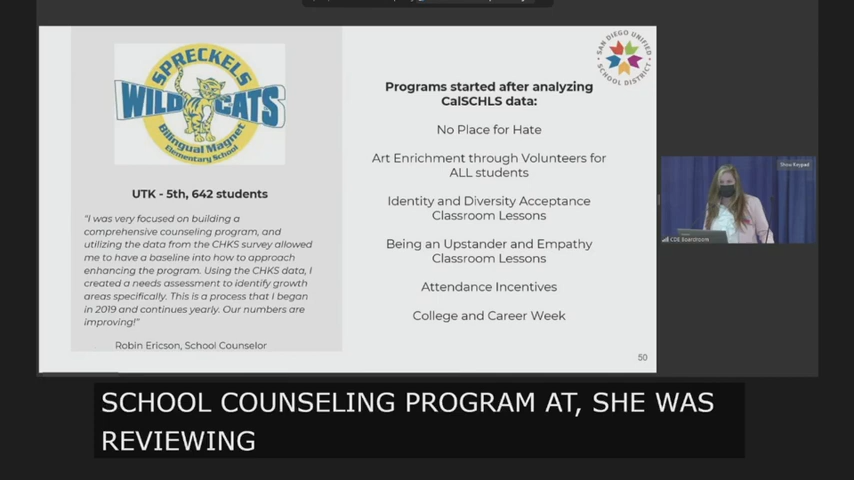 SPRECKELS
WILDCATS
Bilingual Magnet
Elementary School
UTK - 5th, 642 students
"I was very focused on building a
comprehensive counseling program, and
utilizing the data from the CHKS survey allowed
me to have a baseline into how to approach
enhancing the program. Using the CHKS data, I
created a needs assessment to identify growth
areas specifically. This is a process that I began
in 2019 and continues yearly. Our numbers are
improving!"
Robin Ericson, School Counselor
SAN DIEGO UNIFIED
SCHOOL DISTRICT
Programs started after analyzing
CalSCHLS data:
No Place for Hate
Art Enrichment through Volunteers for
ALL students
Identity and Diversity Acceptance
Classroom Lessons
Being an Upstander and Empathy
Classroom Lessons
Attendance Incentives
College and Career Week
50
Show Keypad
CDE Boardroom
SCHOOL COUNSELING PROGRAM AT, SHE WAS
REVIEWING